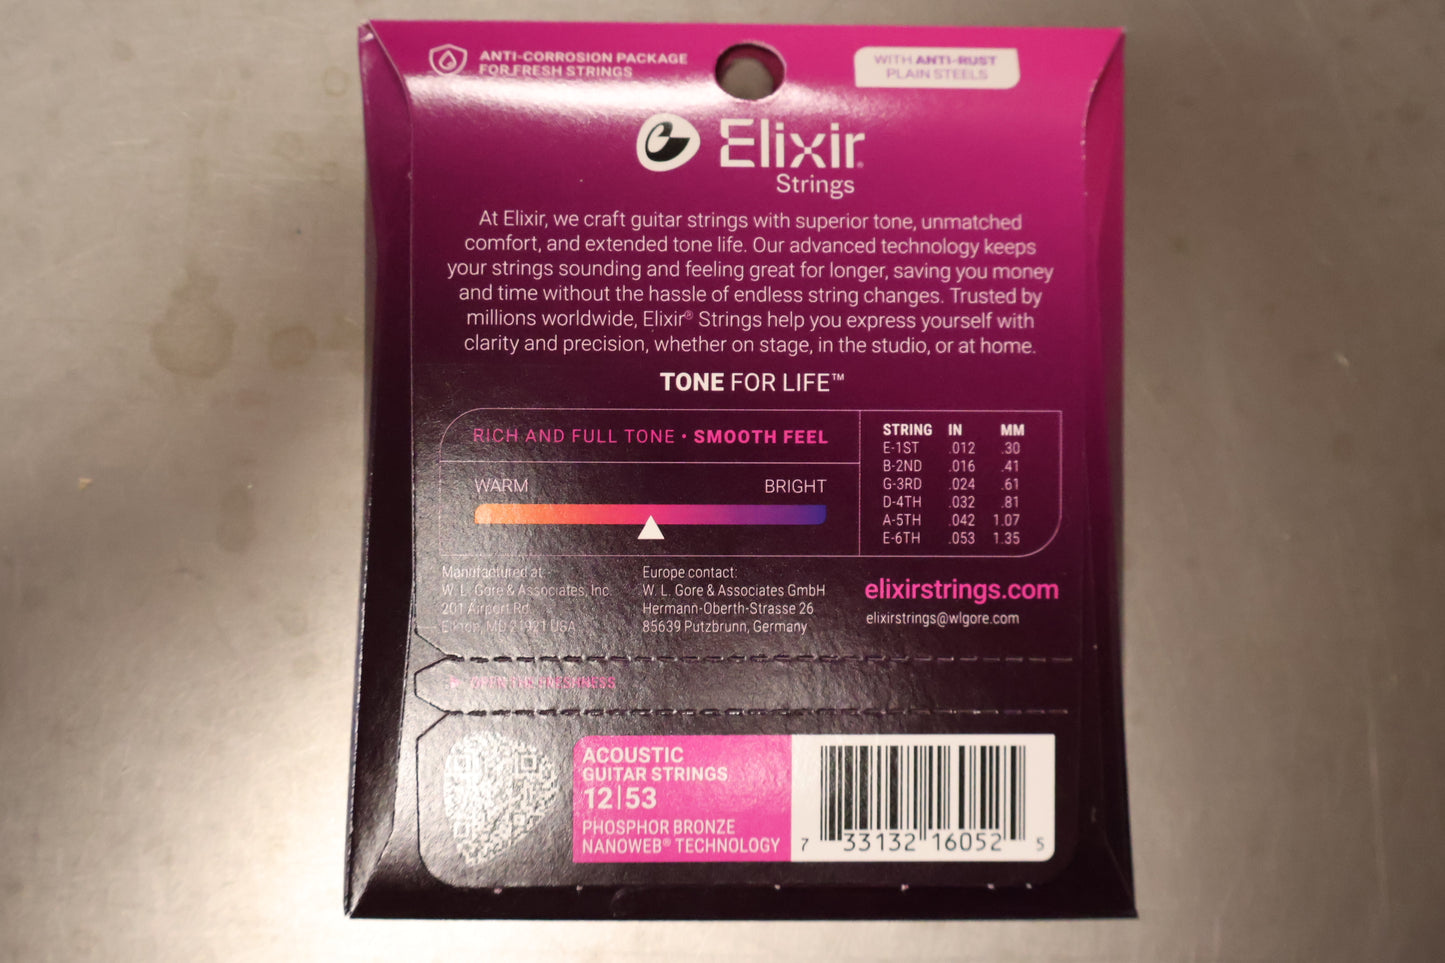 ANTI-CORROSION PACKAGE
FOR FRESH STRINGS
WITH ANTI-RUST
PLAIN STEELS
Elixir®
Strings
At Elixir, we craft guitar strings with superior tone, unmatched
comfort, and extended tone life. Our advanced technology keeps
your strings sounding and feeling great for longer, saving you money
and time without the hassle of endless string changes. Trusted by
millions worldwide, Elixir® Strings help you express yourself with
clarity and precision, whether on stage, in the studio, or at home.
TONE FOR LIFE™
RICH AND FULL TONE • SMOOTH FEEL
WARM BRIGHT
STRING IN MM
E-1ST .012 .30
B-2ND .016 .41
G-3RD .024 .61
D-4TH .032 .81
A-5TH .042 1.07
E-6TH .053 1.35
Manufactured at:
W. L. Gore & Associates, Inc.
201 Airport Rd.
Elkton, MD 21921 USA
Europe contact:
W. L. Gore & Associates GmbH
Hermann-Oberth-Strasse 26
85639 Putzbrunn, Germany
elixirstrings.com
elixirstrings@wlgore.com
OPEN FRESHNESS
ACOUSTIC
GUITAR STRINGS
12|53
PHOSPHOR BRONZE
NANOWEB® TECHNOLOGY
7 33132 16052 5